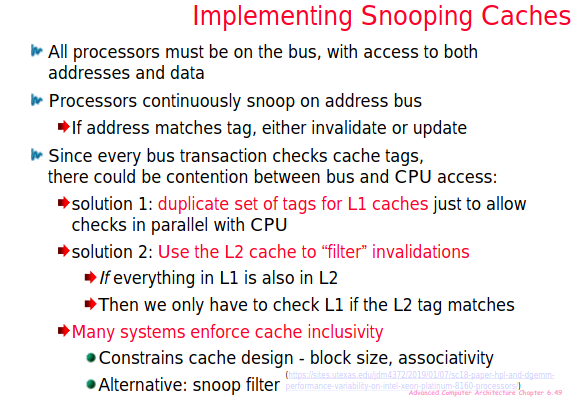 Implementing Snooping Caches
All processors must be on the bus, with access to both
addresses and data
Processors continuously snoop on address bus
If address matches tag, either invalidate or update
Since every bus transaction checks cache tags,
there could be contention between bus and CPU access:
solution 1: duplicate set of tags for L1 caches just to allow
checks in parallel with CPU
solution 2: Use the L2 cache to “filter” invalidations
If everything in L1 is also in L2
Then we only have to check L1 if the L2 tag matches
Many systems enforce cache inclusivity
Constrains cache design - block size, associativity
Alternative: snoop filter (https://sites.utexas.edu/jdm4372/2019/01/07/sc18-paper-hpl-and-dgemm-
performance-variability-on-intel-xeon-platinum-8160-processors/)
Advanced Computer Architecture Chapter 6.49